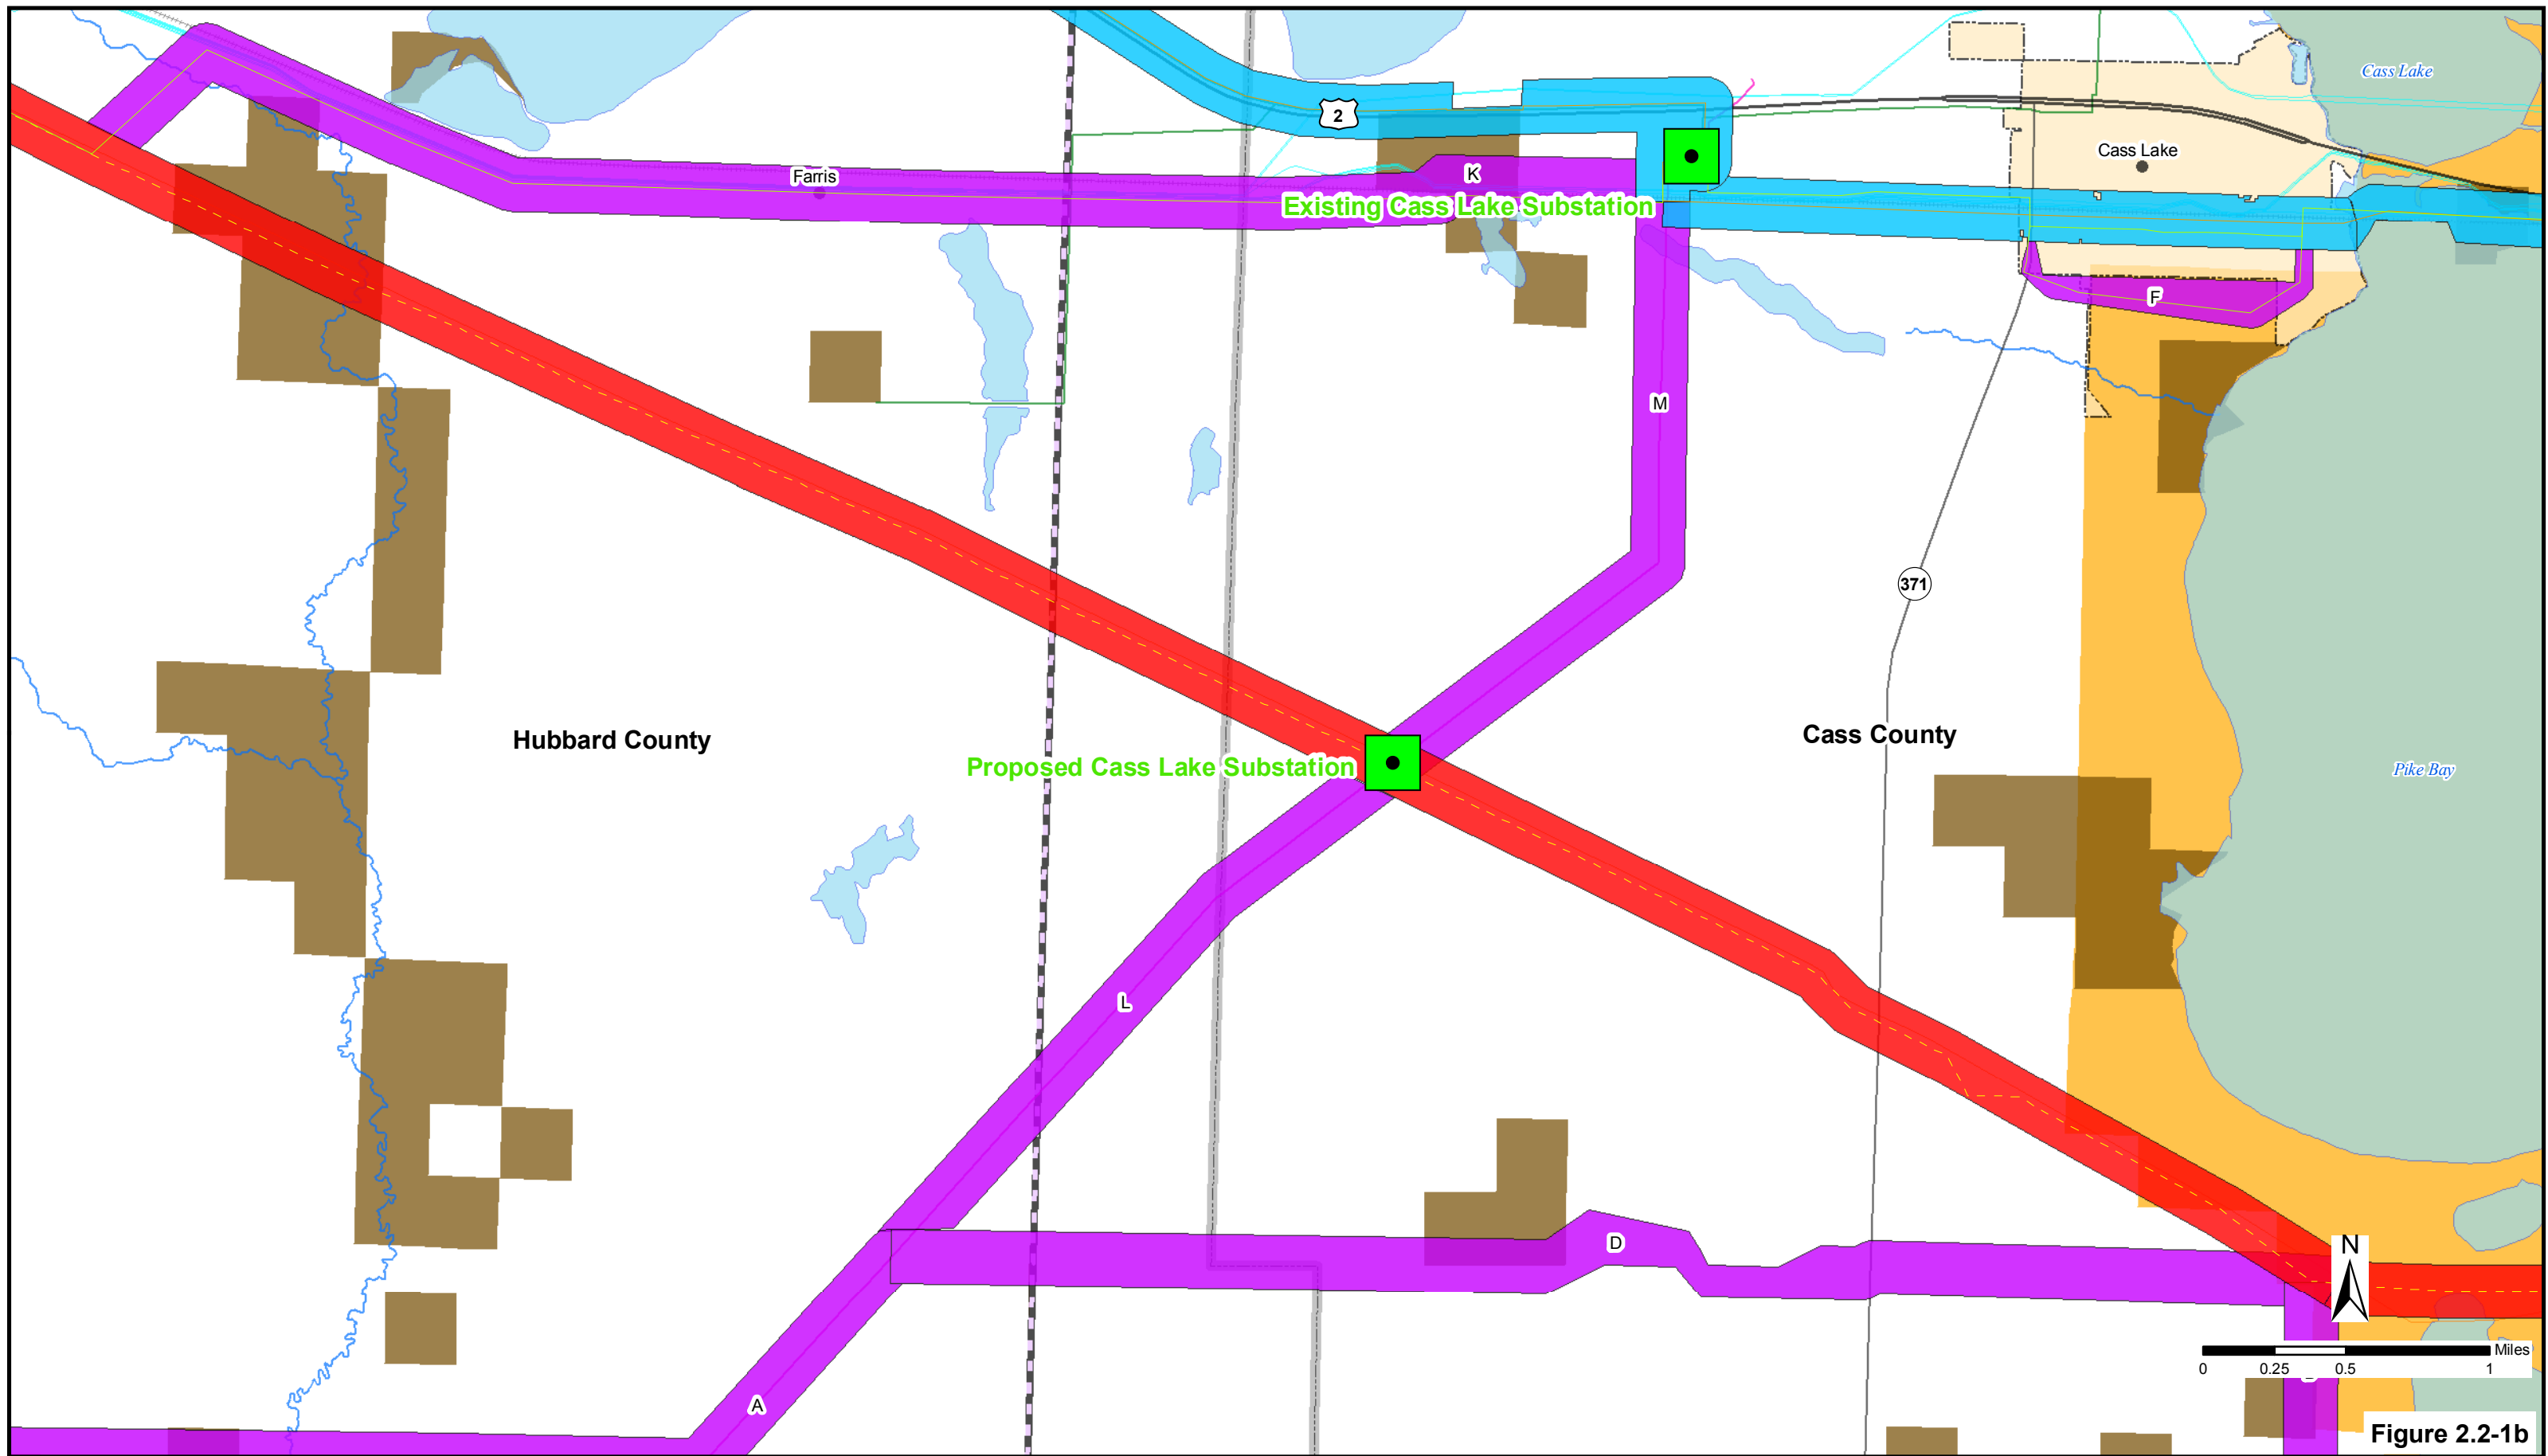 Cass Lake
2
Cass Lake
Farris
K
Existing Cass Lake Substation
F
M
371
Hubbard County
Cass County
Proposed Cass Lake Substation
Pike Bay
L
D
N
Miles
0 0.25 0.5 1
A
Figure 2.2-1b